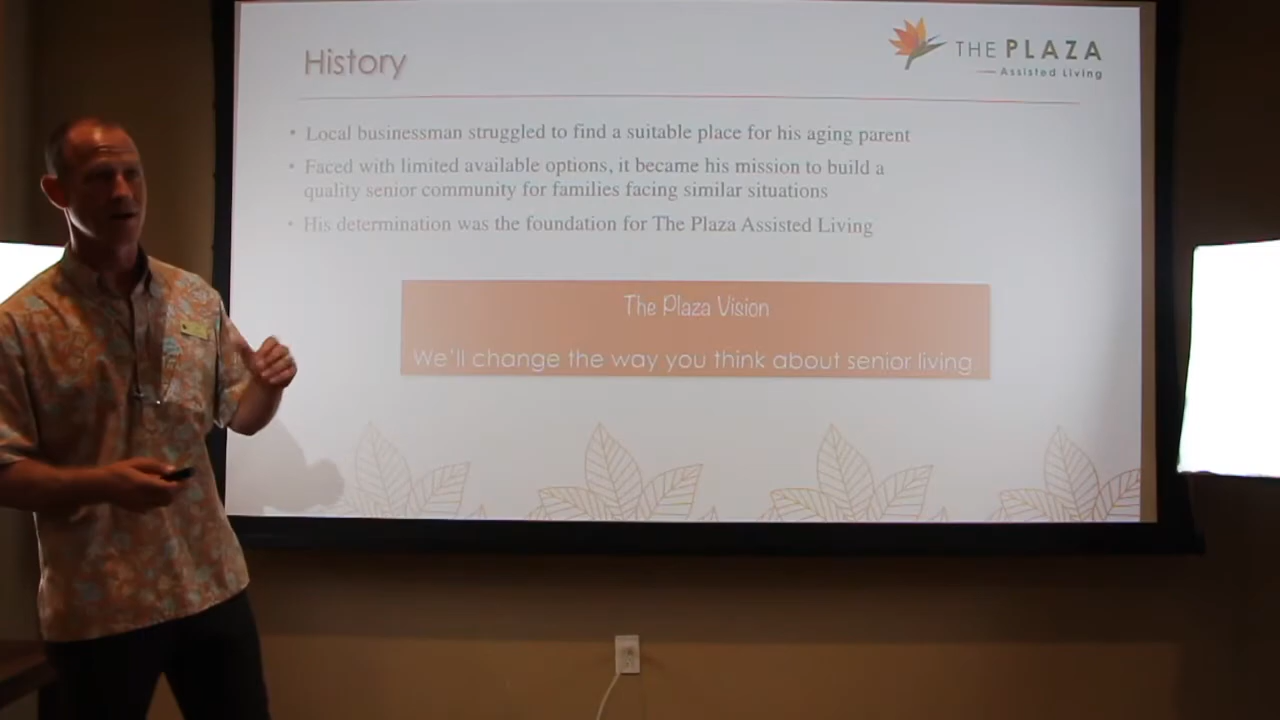 History
THE PLAZA
Assisted Living
• Local businessman struggled to find a suitable place for his aging parent
• Faced with limited available options, it became his mission to build a
quality senior community for families facing similar situations
• His determination was the foundation for The Plaza Assisted Living
The Plaza Vision
We'll change the way you think about senior living